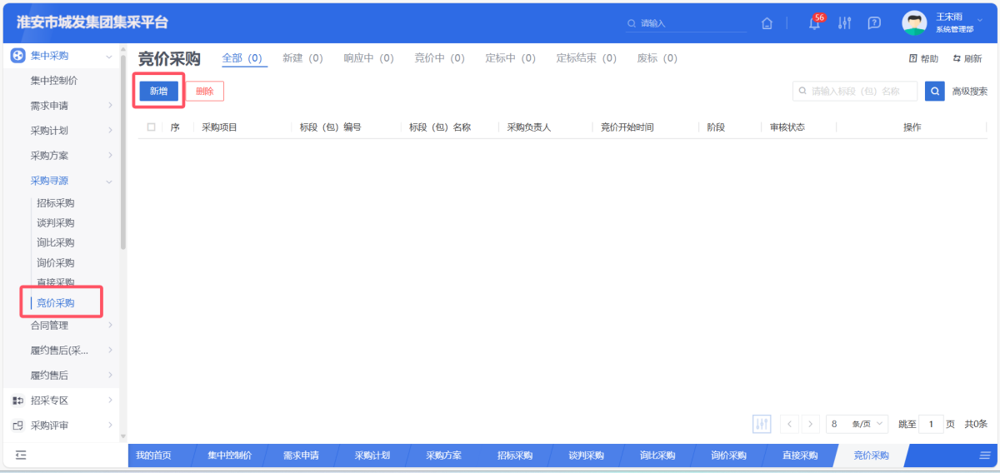 淮安市城发集团集采平台
请输入
56
王宋雨
系统管理部
集中采购
集中控制价
需求申请
采购计划
采购方案
采购寻源
招标采购
谈判采购
询比采购
询价采购
直接采购
竞价采购
合同管理
履约售后(采...
履约售后
招采专区
采购评审
竞价采购
全部（0） 新建（0） 响应中（0） 竞价中（0） 定标中（0） 定标结束（0） 废标（0）
帮助 刷新
新增 删除
请输入标段（包）名称
高级搜索
序 采购项目 标段（包）编号 标段（包）名称 采购负责人 竞价开始时间 阶段 审核状态 操作
8 条/页 跳至 1 页 共0条
我的首页 集中控制价 需求申请 采购计划 采购方案 招标采购 谈判采购 询比采购 询价采购 直接采购 竞价采购